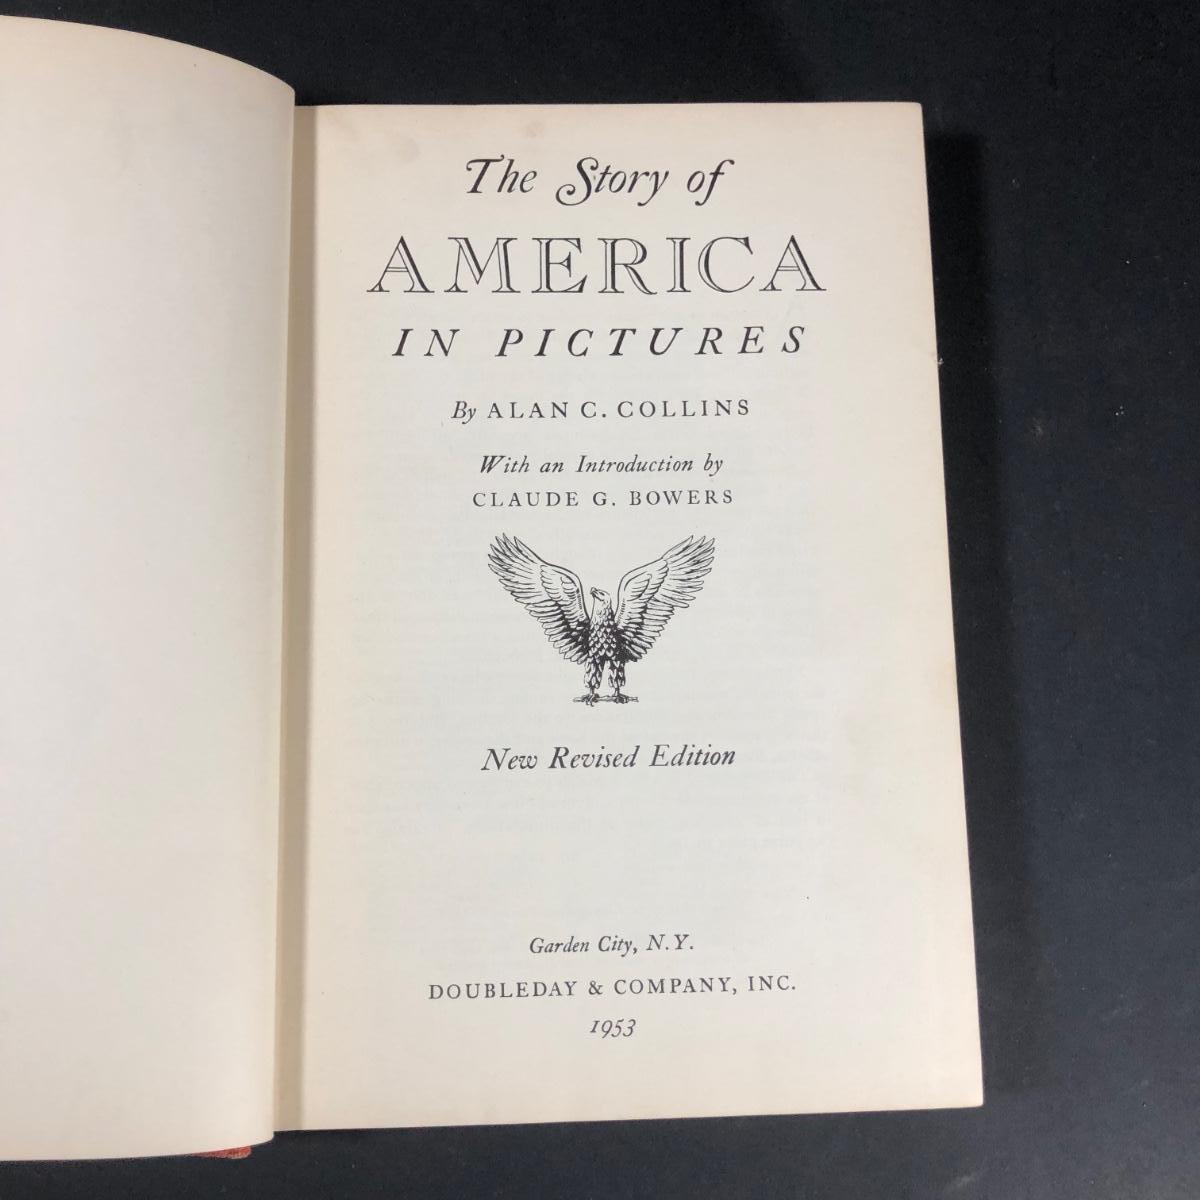 The Story of
AMERICA
IN PICTURES
By ALAN C. COLLINS
With an Introduction by
CLAUDE G. BOWERS
New Revised Edition
Garden City, N.Y.
DOUBLEDAY & COMPANY, INC.
1953